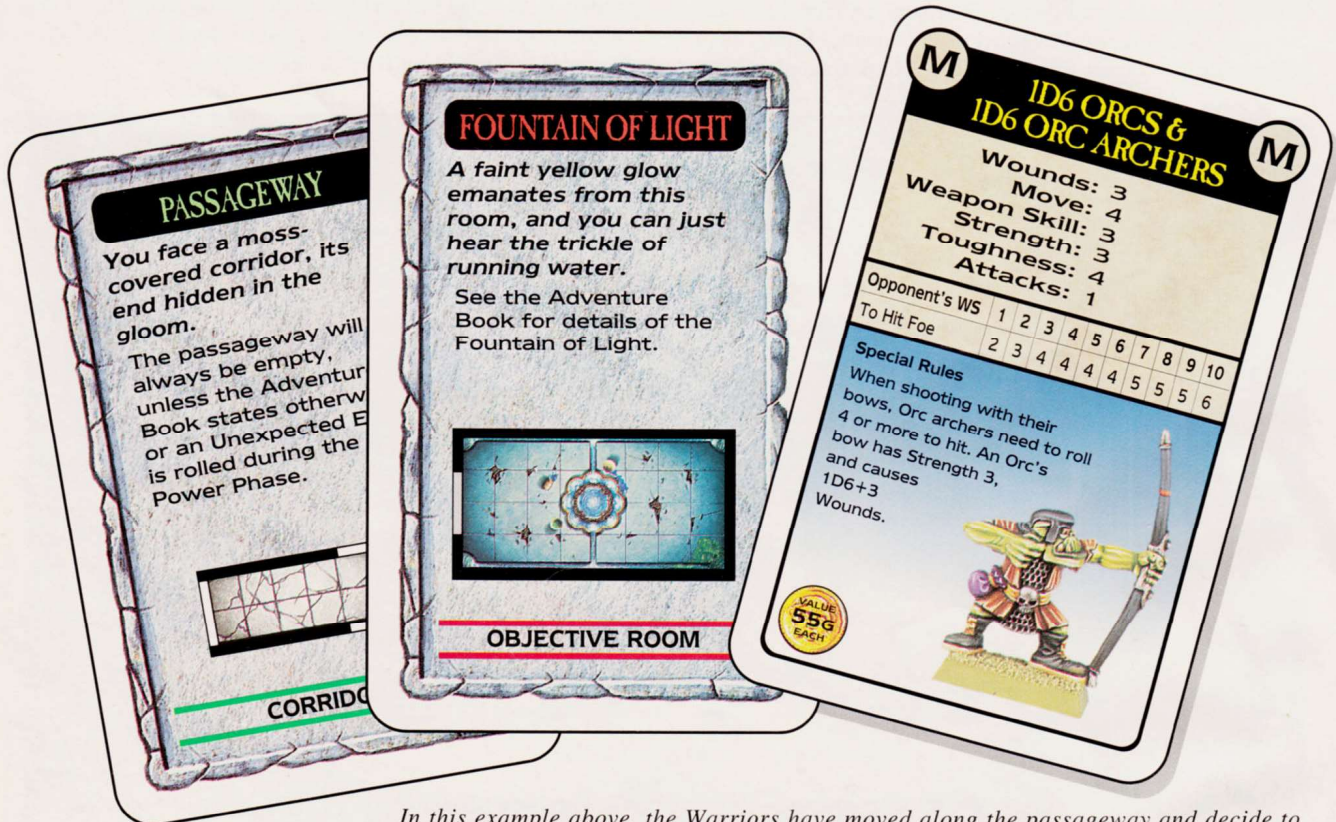 PASSAGEWAY
You face a moss-
covered corridor, its
end hidden in the
gloom.
The passageway will
always be empty,
unless the
Book states
or an Unexpected
is rolled during the
Power Phase.
FOUNTAIN OF LIGHT
A faint yellow glow
emanates from this
room, and you can just
hear the trickle of
running water.
See the Adventure
Book for details of the
Fountain of Light.
OBJECTIVE ROOM
M
1D6 ORCS &
1D6 ORC ARCHERS
M
Wounds: 3
Move: 4
Weapon Skill: 3
Strength: 3
Toughness: 4
Attacks: 1
Opponent's WS 1 2 3 4 5 6 7 8 9 10
To Hit Foe 2 3 4 4 4 4 5 5 5 6
Special Rules
When shooting with their
bows, Orc archers need to roll
4 or more to hit. An Orc's
bow has Strength 3,
and causes
1D6+3
Wounds.
VALUE
55G
EACH
In this example above, the Warriors have moved along the passageway and decide to